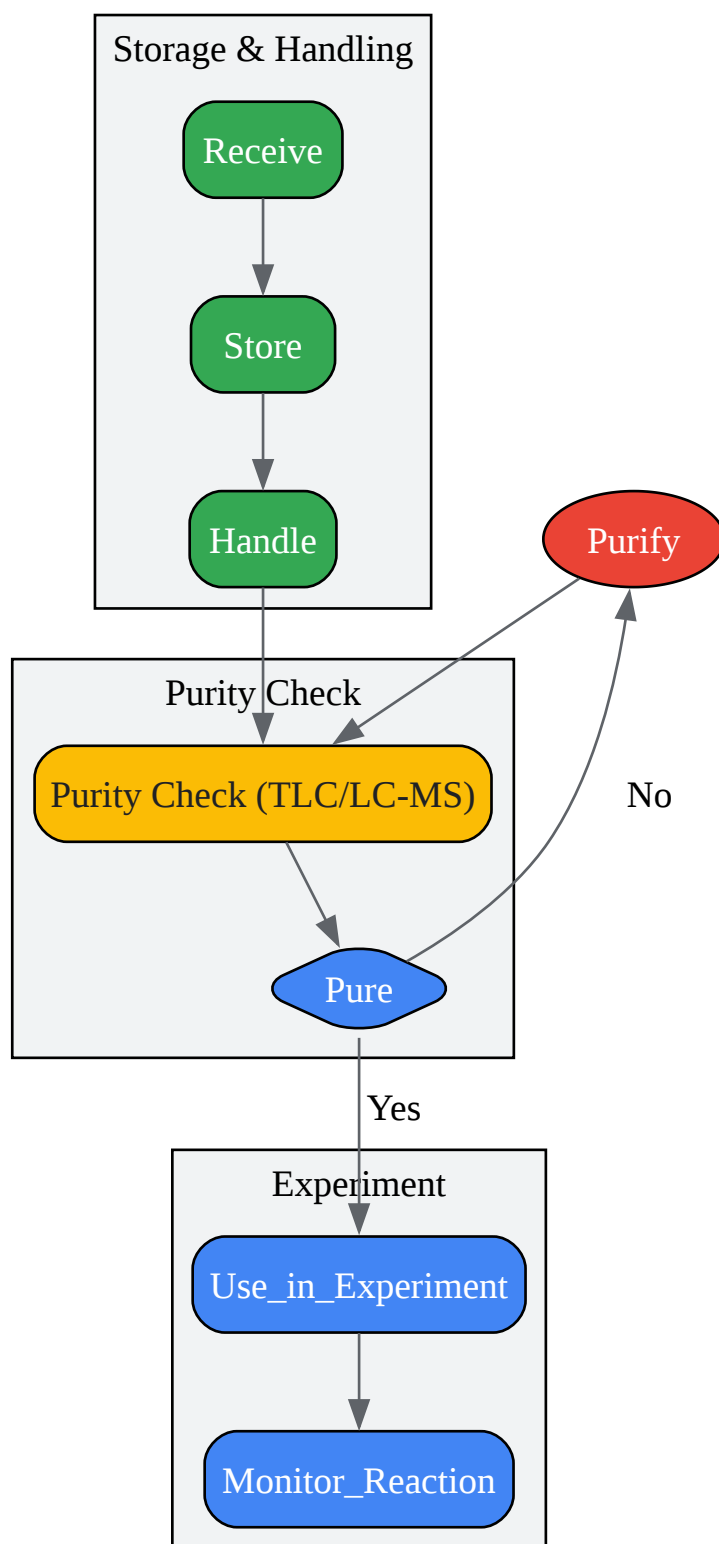 Storage & Handling
Receive
Store
Handle
Purify
Purity Check
Purity Check (TLC/LC-MS)
No
Pure
Yes
Experiment
Use_in_Experiment
Monitor_Reaction